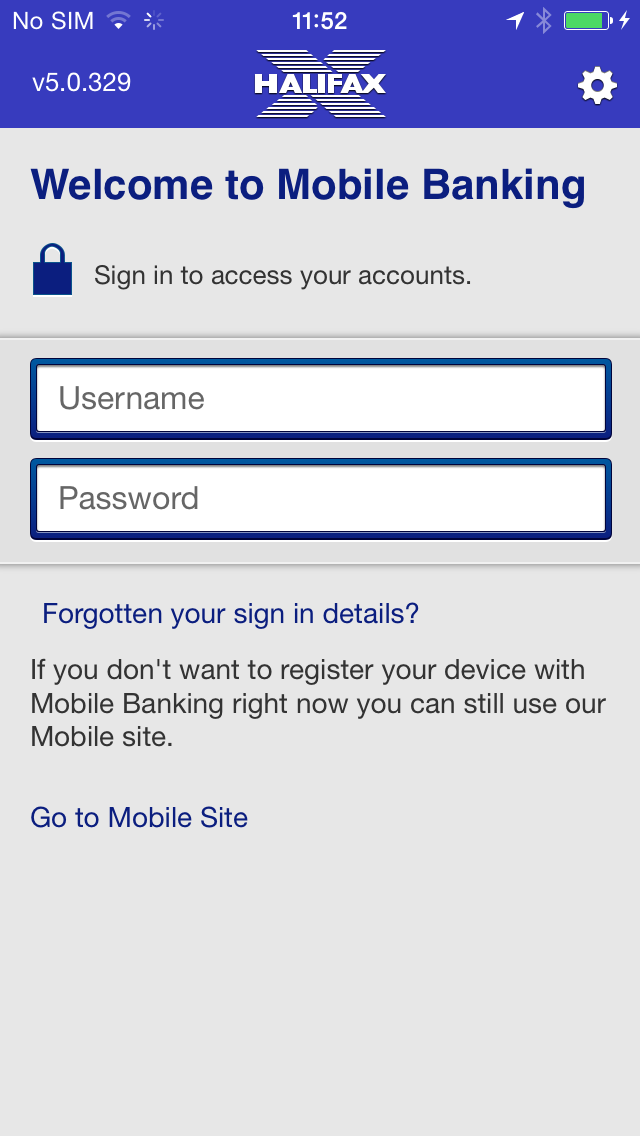 No SIM 11:52
v5.0.329 HALIFAX
Welcome to Mobile Banking
Sign in to access your accounts.
Username
Password
Forgotten your sign in details?
If you don't want to register your device with
Mobile Banking right now you can still use our
Mobile site.
Go to Mobile Site